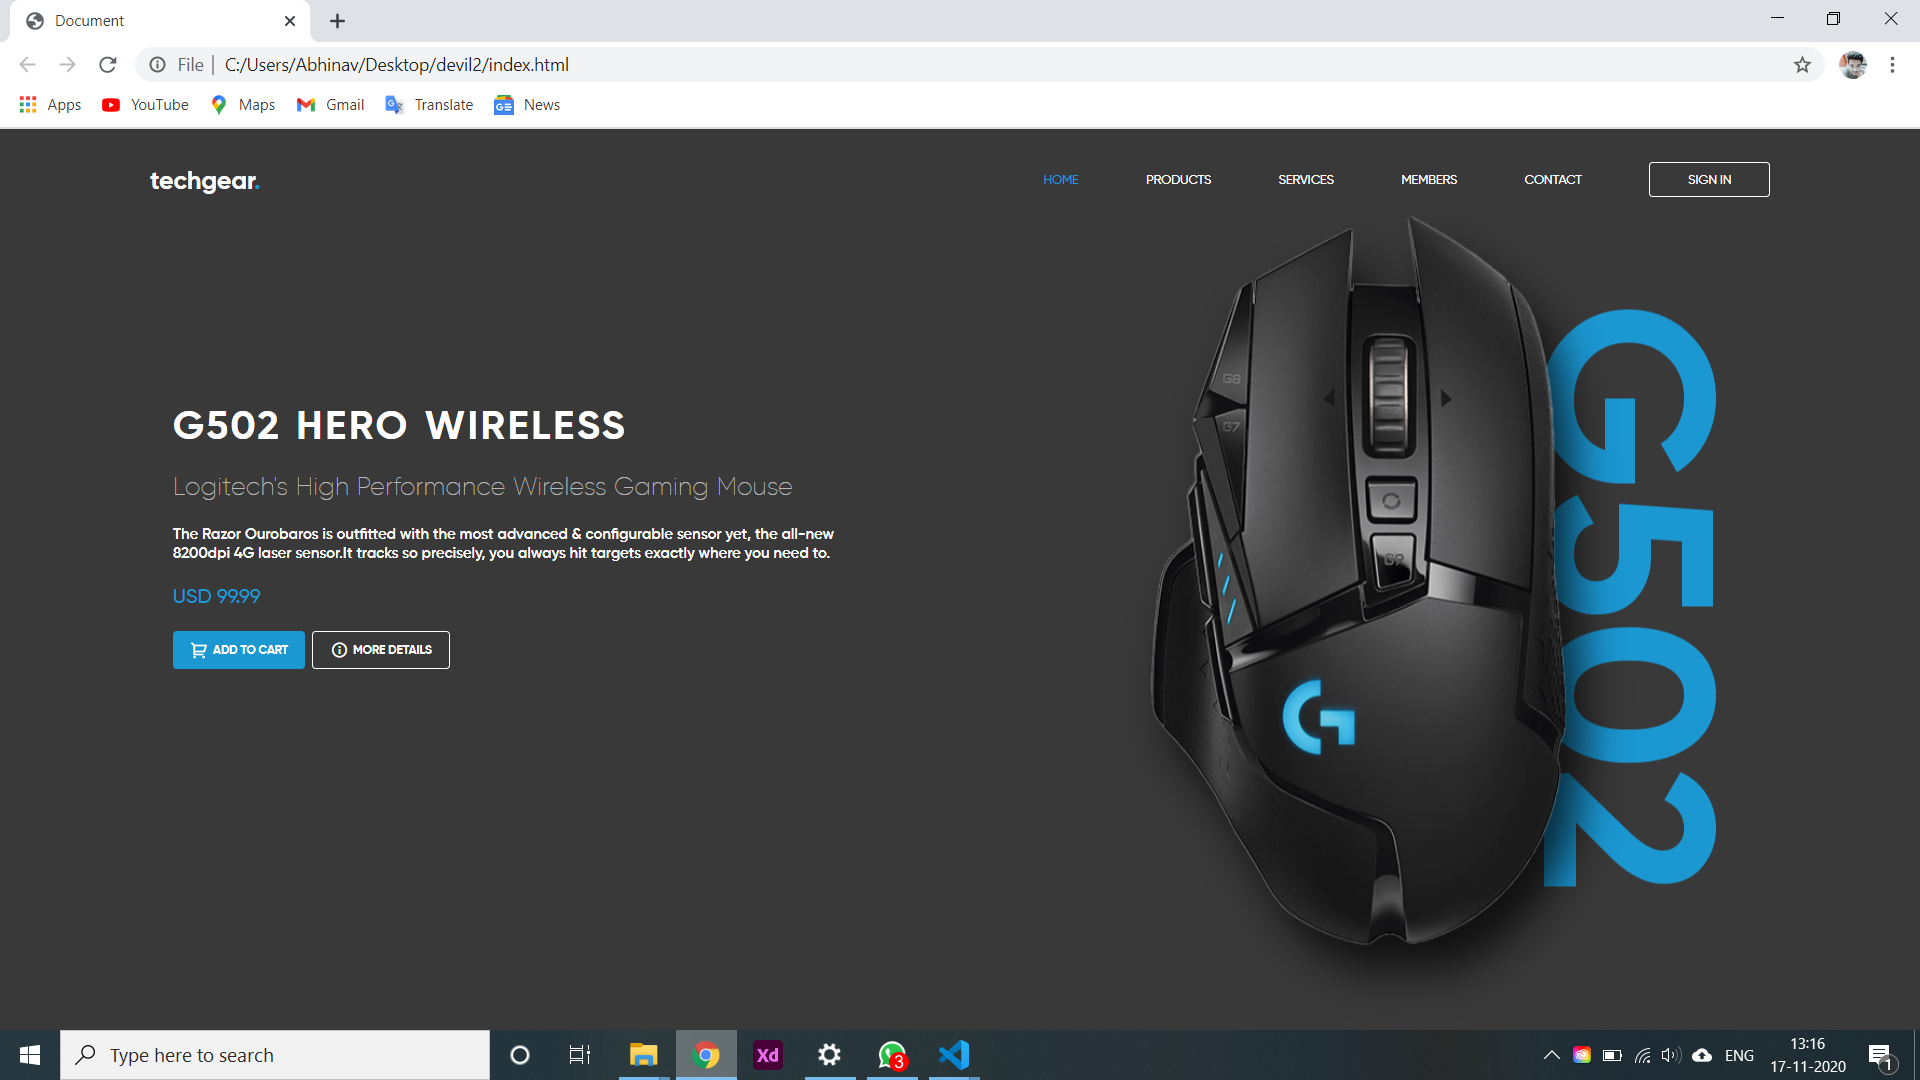 Document
File | C:/Users/Abhinav/Desktop/devil2/index.html
Apps YouTube Maps Gmail Translate News
techgear.
HOME PRODUCTS SERVICES MEMBERS CONTACT SIGN IN
G502 HERO WIRELESS
Logitech's High Performance Wireless Gaming Mouse
The Razor Ourobaros is outfitted with the most advanced & configurable sensor yet, the all-new
8200dpi 4G laser sensor.It tracks so precisely, you always hit targets exactly where you need to.
USD 99.99
ADD TO CART MORE DETAILS
G8
G7
G9
G502
Type here to search
Xd
3
ENG
13:16
17-11-2020
1